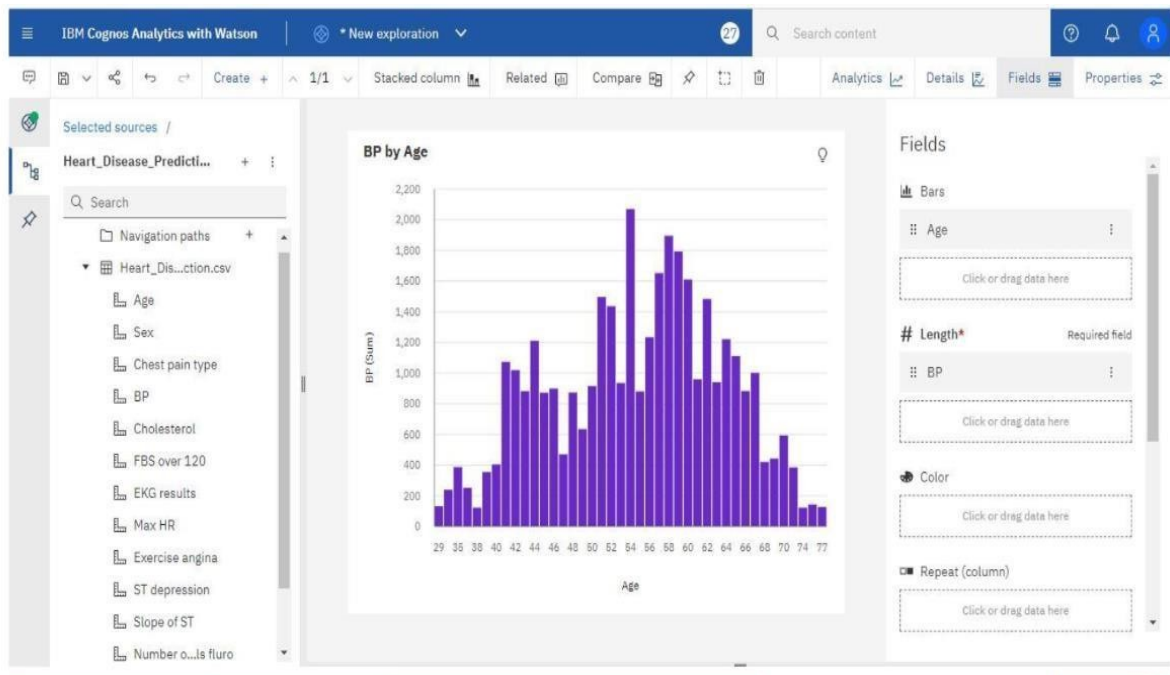 IBM Cognos Analytics with Watson
* New exploration
27
Search content
Create +
1/1
Stacked column
Related
Compare
Analytics
Details
Fields
Properties
Selected sources /
Heart_Disease_Predicti...
Search
Navigation paths
Heart_Dis...ction.csv
Age
Sex
Chest pain type
BP
Cholesterol
FBS over 120
EKG results
Max HR
Exercise angina
ST depression
Slope of ST
Number o...ls fluro
BP by Age
BP (Sum)
2,200
2,000
1,800
1,600
1,400
1,200
1,000
800
600
400
200
0
29 35 38 40 42 44 46 48 50 52 54 56 58 60 62 64 66 68 70 74 77
Age
Fields
Bars
Age
Click or drag data here
# Length* Required field
BP
Click or drag data here
Color
Click or drag data here
Repeat (column)
Click or drag data here